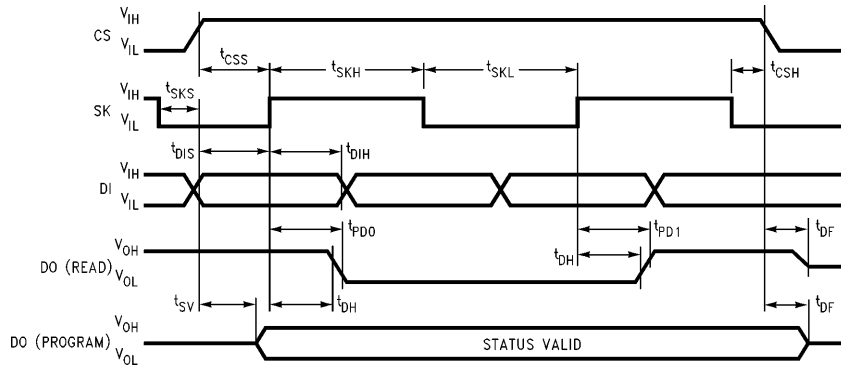 CS V_IH
V_IL
t_CSS t_SKH t_SKL t_CSH
SK V_IH t_SKS
V_IL
t_DIS t_DIH
DI V_IH
V_IL
t_PD0 t_PD1 t_DF
DO (READ) V_OH
V_OL t_DH
t_SV t_DH t_DF
DO (PROGRAM) V_OH
V_OL STATUS VALID